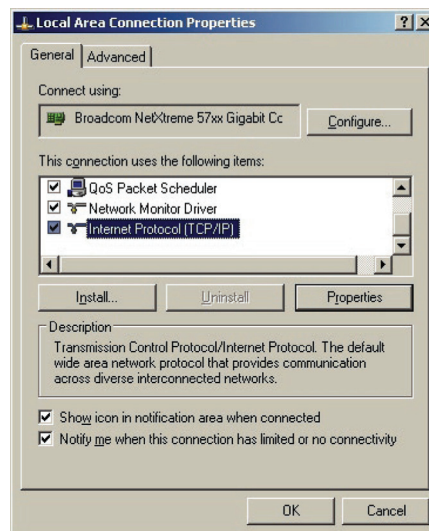 Local Area Connection Properties
General Advanced
Connect using:
Broadcom NetXtreme 57xx Gigabit Cc
Configure...
This connection uses the following items:
QoS Packet Scheduler
Network Monitor Driver
Internet Protocol (TCP/IP)
Install... Uninstall Properties
Description
Transmission Control Protocol/Internet Protocol. The default
wide area network protocol that provides communication
across diverse interconnected networks.
Show icon in notification area when connected
Notify me when this connection has limited or no connectivity
OK Cancel